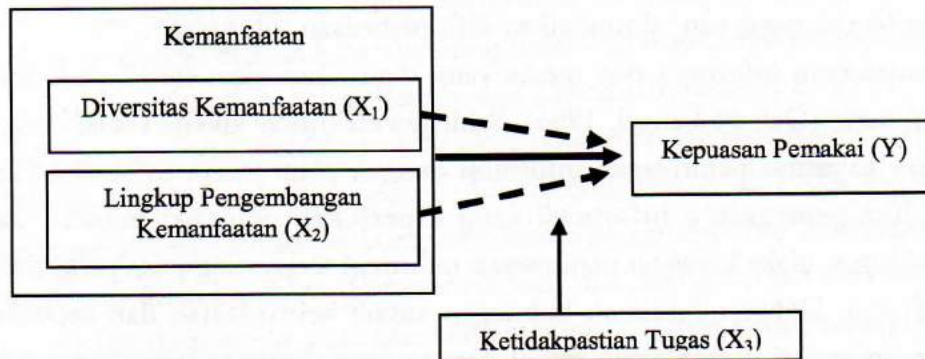 Kemanfaatan
Diversitas Kemanfaatan (X₁)
Lingkup Pengembangan
Kemanfaatan (X₂)
Kepuasan Pemakai (Y)
Ketidakpastian Tugas (X₃)